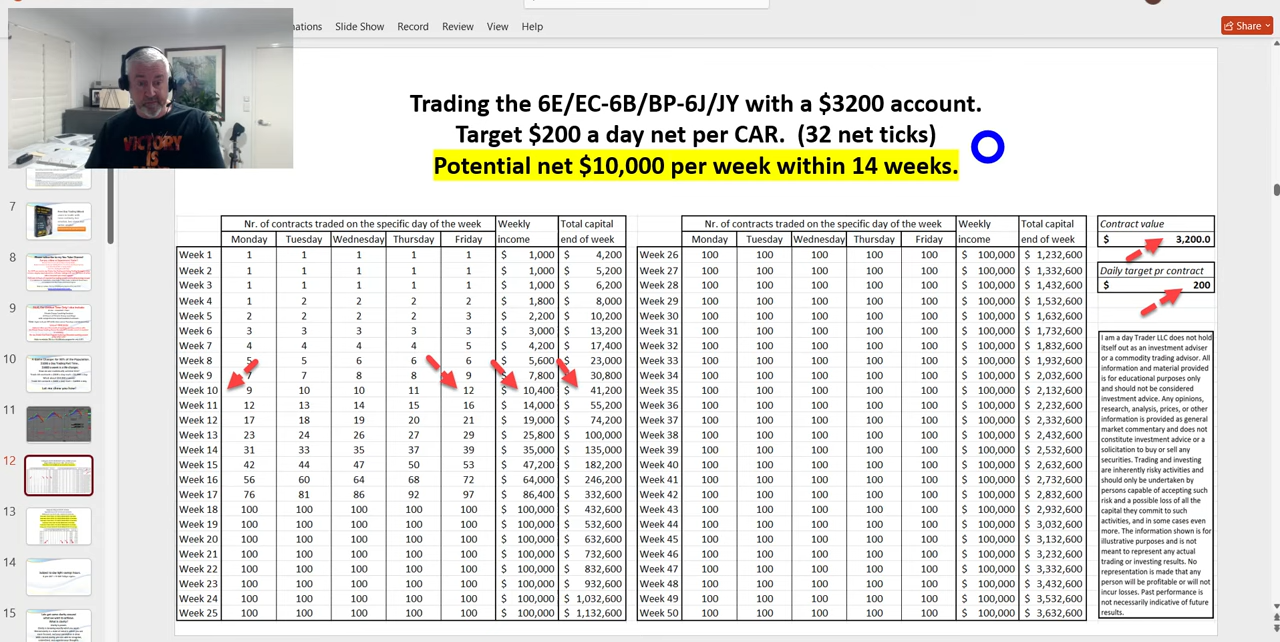 Slide Show Record Review View Help Share
VICTORY
IS
7
8
9
10
11
12
13
14
15
Trading the 6E/EC-6B/BP-6J/JY with a $3200 account.
Target $200 a day net per CAR. (32 net ticks)
Potential net $10,000 per week within 14 weeks.
Nr. of contracts traded on the specific day of the week Weekly Total capital
Monday Tuesday Wednesday Thursday Friday income end of week
Week 1 1 1 1 1 1 $ 1,000 $ 4,200
Week 2 1 1 1 1 1 $ 1,000 $ 5,200
Week 3 1 1 1 1 1 $ 1,000 $ 6,200
Week 4 1 2 2 2 2 $ 1,800 $ 8,000
Week 5 2 2 2 2 3 $ 2,200 $ 10,200
Week 6 3 3 3 3 3 $ 3,000 $ 13,200
Week 7 4 4 4 4 5 $ 4,200 $ 17,400
Week 8 5 5 6 6 6 $ 5,600 $ 23,000
Week 9 7 7 8 8 9 $ 7,800 $ 30,800
Week 10 9 10 10 11 12 $ 10,400 $ 41,200
Week 11 12 13 14 15 16 $ 14,000 $ 55,200
Week 12 17 18 19 20 21 $ 19,000 $ 74,200
Week 13 23 24 26 27 29 $ 25,800 $ 100,000
Week 14 31 33 35 37 39 $ 35,000 $ 135,000
Week 15 42 44 47 50 53 $ 47,200 $ 182,200
Week 16 56 60 64 68 72 $ 64,000 $ 246,200
Week 17 76 81 86 92 97 $ 86,400 $ 332,600
Week 18 100 100 100 100 100 $ 100,000 $ 432,600
Week 19 100 100 100 100 100 $ 100,000 $ 532,600
Week 20 100 100 100 100 100 $ 100,000 $ 632,600
Week 21 100 100 100 100 100 $ 100,000 $ 732,600
Week 22 100 100 100 100 100 $ 100,000 $ 832,600
Week 23 100 100 100 100 100 $ 100,000 $ 932,600
Week 24 100 100 100 100 100 $ 100,000 $ 1,032,600
Week 25 100 100 100 100 100 $ 100,000 $ 1,132,600
Nr. of contracts traded on the specific day of the week Weekly Total capital
Monday Tuesday Wednesday Thursday Friday income end of week
Week 26 100 100 100 100 100 $ 100,000 $ 1,232,600
Week 27 100 100 100 100 100 $ 100,000 $ 1,332,600
Week 28 100 100 100 100 100 $ 100,000 $ 1,432,600
Week 29 100 100 100 100 100 $ 100,000 $ 1,532,600
Week 30 100 100 100 100 100 $ 100,000 $ 1,632,600
Week 31 100 100 100 100 100 $ 100,000 $ 1,732,600
Week 32 100 100 100 100 100 $ 100,000 $ 1,832,600
Week 33 100 100 100 100 100 $ 100,000 $ 1,932,600
Week 34 100 100 100 100 100 $ 100,000 $ 2,032,600
Week 35 100 100 100 100 100 $ 100,000 $ 2,132,600
Week 36 100 100 100 100 100 $ 100,000 $ 2,232,600
Week 37 100 100 100 100 100 $ 100,000 $ 2,332,600
Week 38 100 100 100 100 100 $ 100,000 $ 2,432,600
Week 39 100 100 100 100 100 $ 100,000 $ 2,532,600
Week 40 100 100 100 100 100 $ 100,000 $ 2,632,600
Week 41 100 100 100 100 100 $ 100,000 $ 2,732,600
Week 42 100 100 100 100 100 $ 100,000 $ 2,832,600
Week 43 100 100 100 100 100 $ 100,000 $ 2,932,600
Week 44 100 100 100 100 100 $ 100,000 $ 3,032,600
Week 45 100 100 100 100 100 $ 100,000 $ 3,132,600
Week 46 100 100 100 100 100 $ 100,000 $ 3,232,600
Week 47 100 100 100 100 100 $ 100,000 $ 3,332,600
Week 48 100 100 100 100 100 $ 100,000 $ 3,432,600
Week 49 100 100 100 100 100 $ 100,000 $ 3,532,600
Week 50 100 100 100 100 100 $ 100,000 $ 3,632,600
Contract value
$ 3,200.0
Daily target pr contract
$ 200
I am a day Trader LLC does not hold
itself out as an investment adviser
or a commodity trading advisor. All
information and material provided
is for educational purposes only
and should not be considered
investment advice. Any opinions,
research, analysis, prices, or other
information is provided as general
market commentary and does not
constitute investment advice or a
solicitation to buy or sell any
securities. Trading and investing
are inherently risky activities and
should only be undertaken by
persons capable of accepting such
risk and a possible loss of all the
capital they commit to such
activities, and in some cases even
more. The information shown is for
illustrative purposes and is not
meant to represent any actual
trading or investing results. No
representation is made that any
person will be profitable or will not
incur losses. Past performance is
not necessarily indicative of future
results.